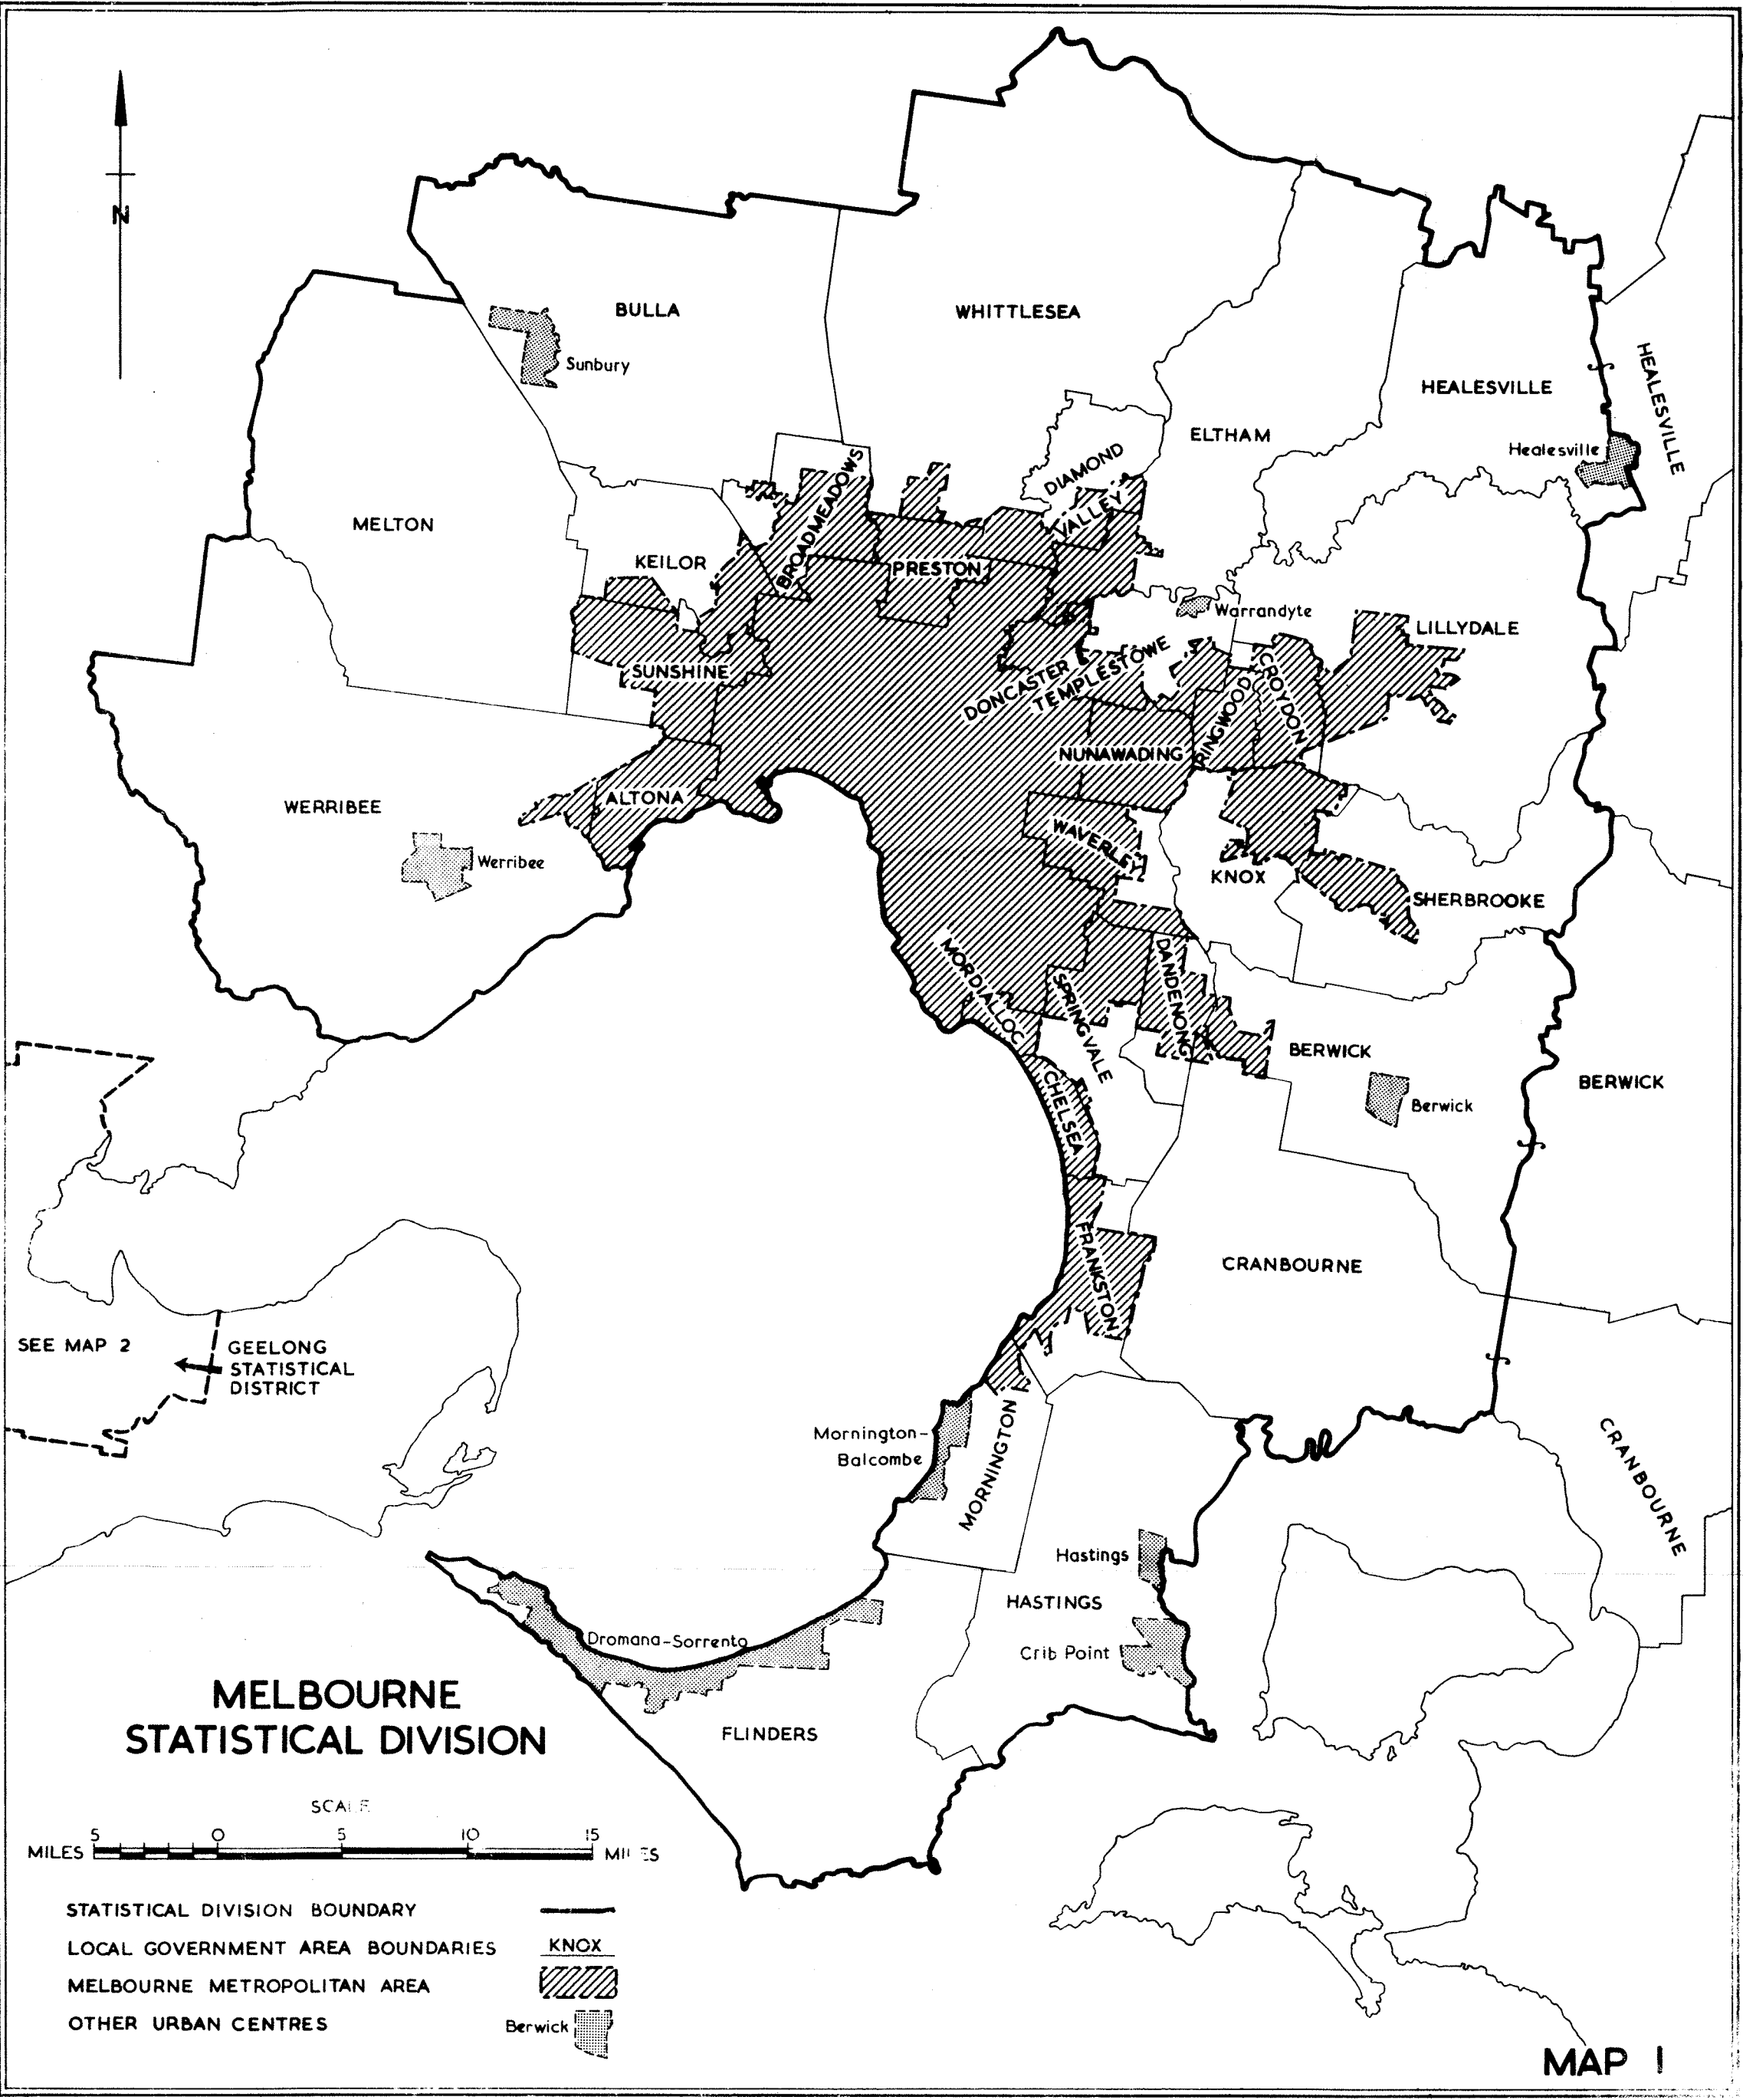 N
BULLA
WHITTLESEA
Sunbury
HEALESVILLE
HEALESVILLE
ELTHAM
Healesville
DIAMOND
VALLEY
BROADMEADOWS
MELTON
KEILOR
PRESTON
Warrandyte
LILLYDALE
SUNSHINE
DONCASTER
TEMPLESTOWE
RINGWOOD
CROYDON
NUNAWADING
WERRIBEE
ALTONA
WAVERLEY
Werribee
KNOX
SHERBROOKE
MORDIALLOC
SPRINGVALE
DANDENONG
BERWICK
BERWICK
CHELSEA
Berwick
FRANKSTON
CRANBOURNE
SEE MAP 2
GEELONG
STATISTICAL
DISTRICT
Mornington-
Balcombe
MORNINGTON
CRANBOURNE
Hastings
HASTINGS
Dromana-Sorrento
Crib Point
FLINDERS
MELBOURNE
STATISTICAL DIVISION
SCALE
5 0 5 10 15
MILES MILES
STATISTICAL DIVISION BOUNDARY
LOCAL GOVERNMENT AREA BOUNDARIES KNOX
MELBOURNE METROPOLITAN AREA
OTHER URBAN CENTRES Berwick
MAP 1